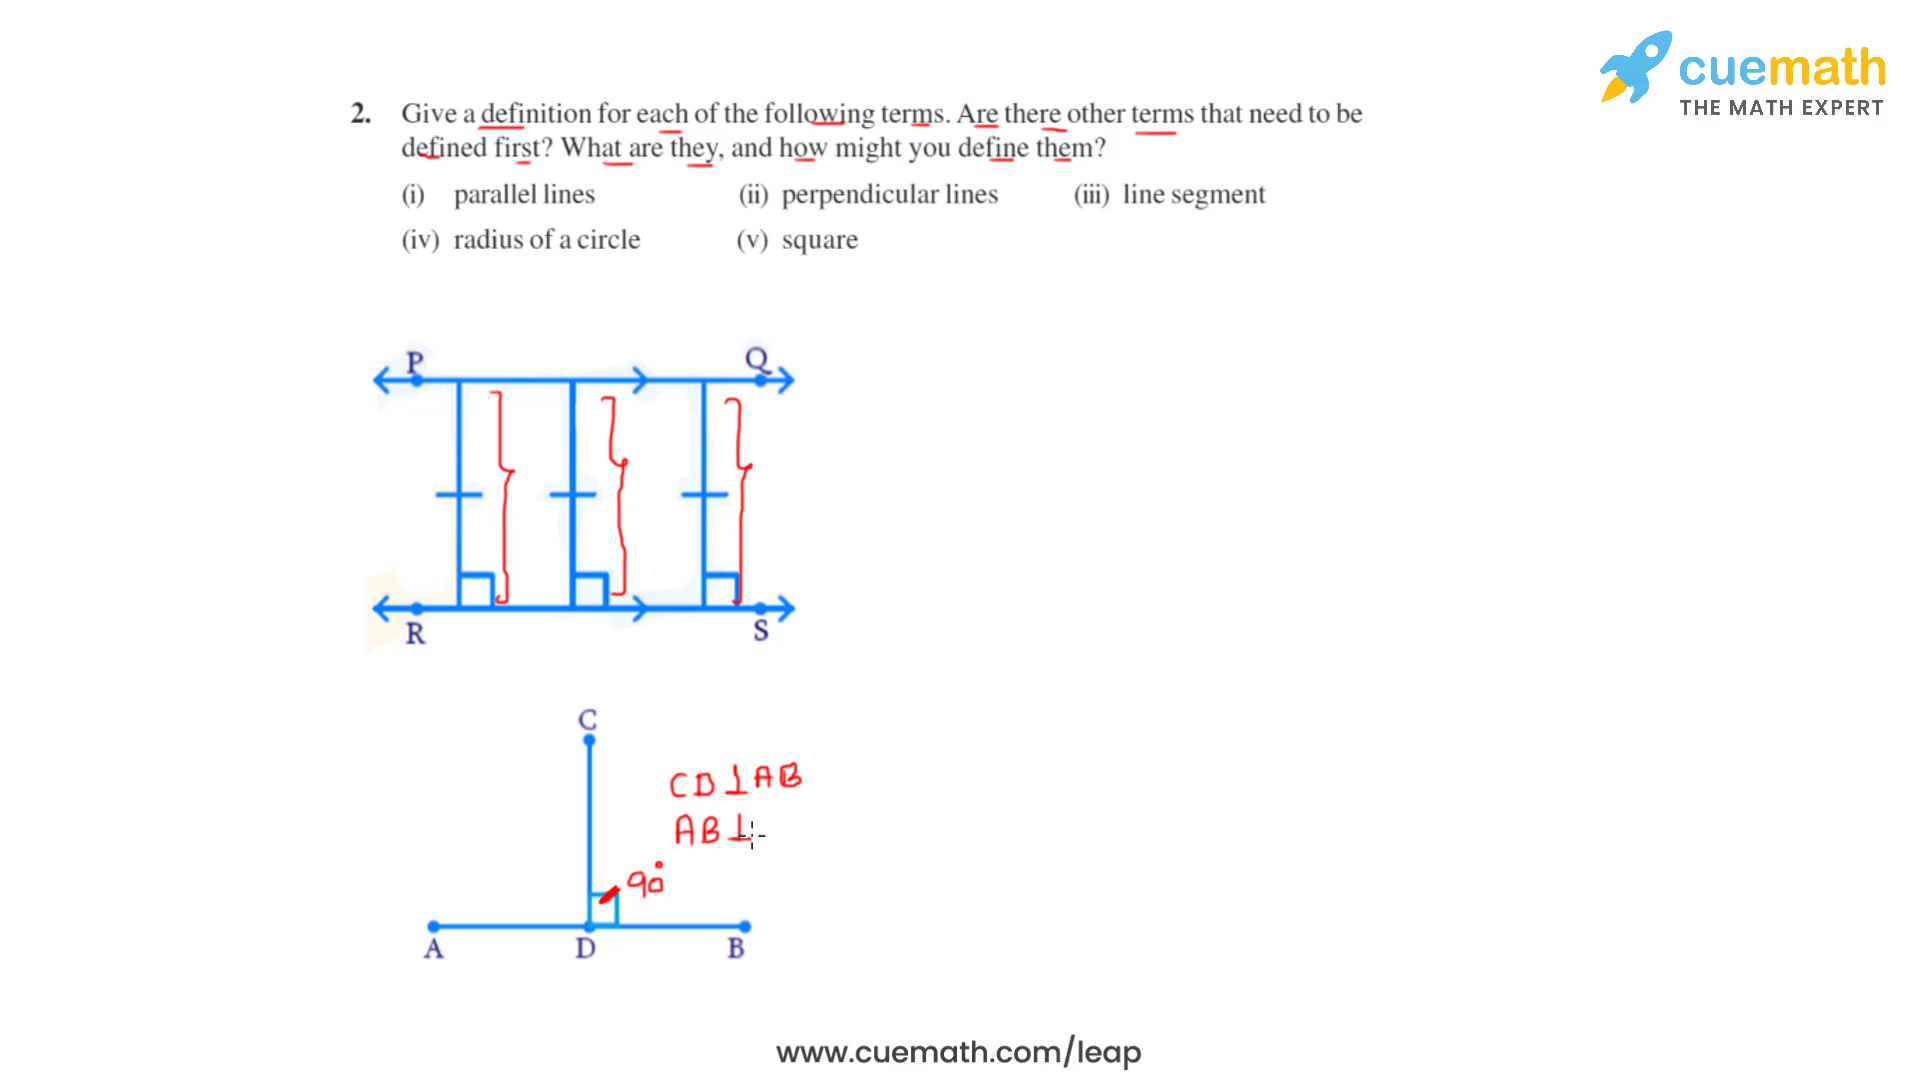 cuemath
THE MATH EXPERT
2. Give a definition for each of the following terms. Are there other terms that need to be
defined first? What are they, and how might you define them?
(i) parallel lines (ii) perpendicular lines (iii) line segment
(iv) radius of a circle (v) square
P Q
R S
C
CD ⊥ AB
AB ⊥
90°
A D B
www.cuemath.com/leap